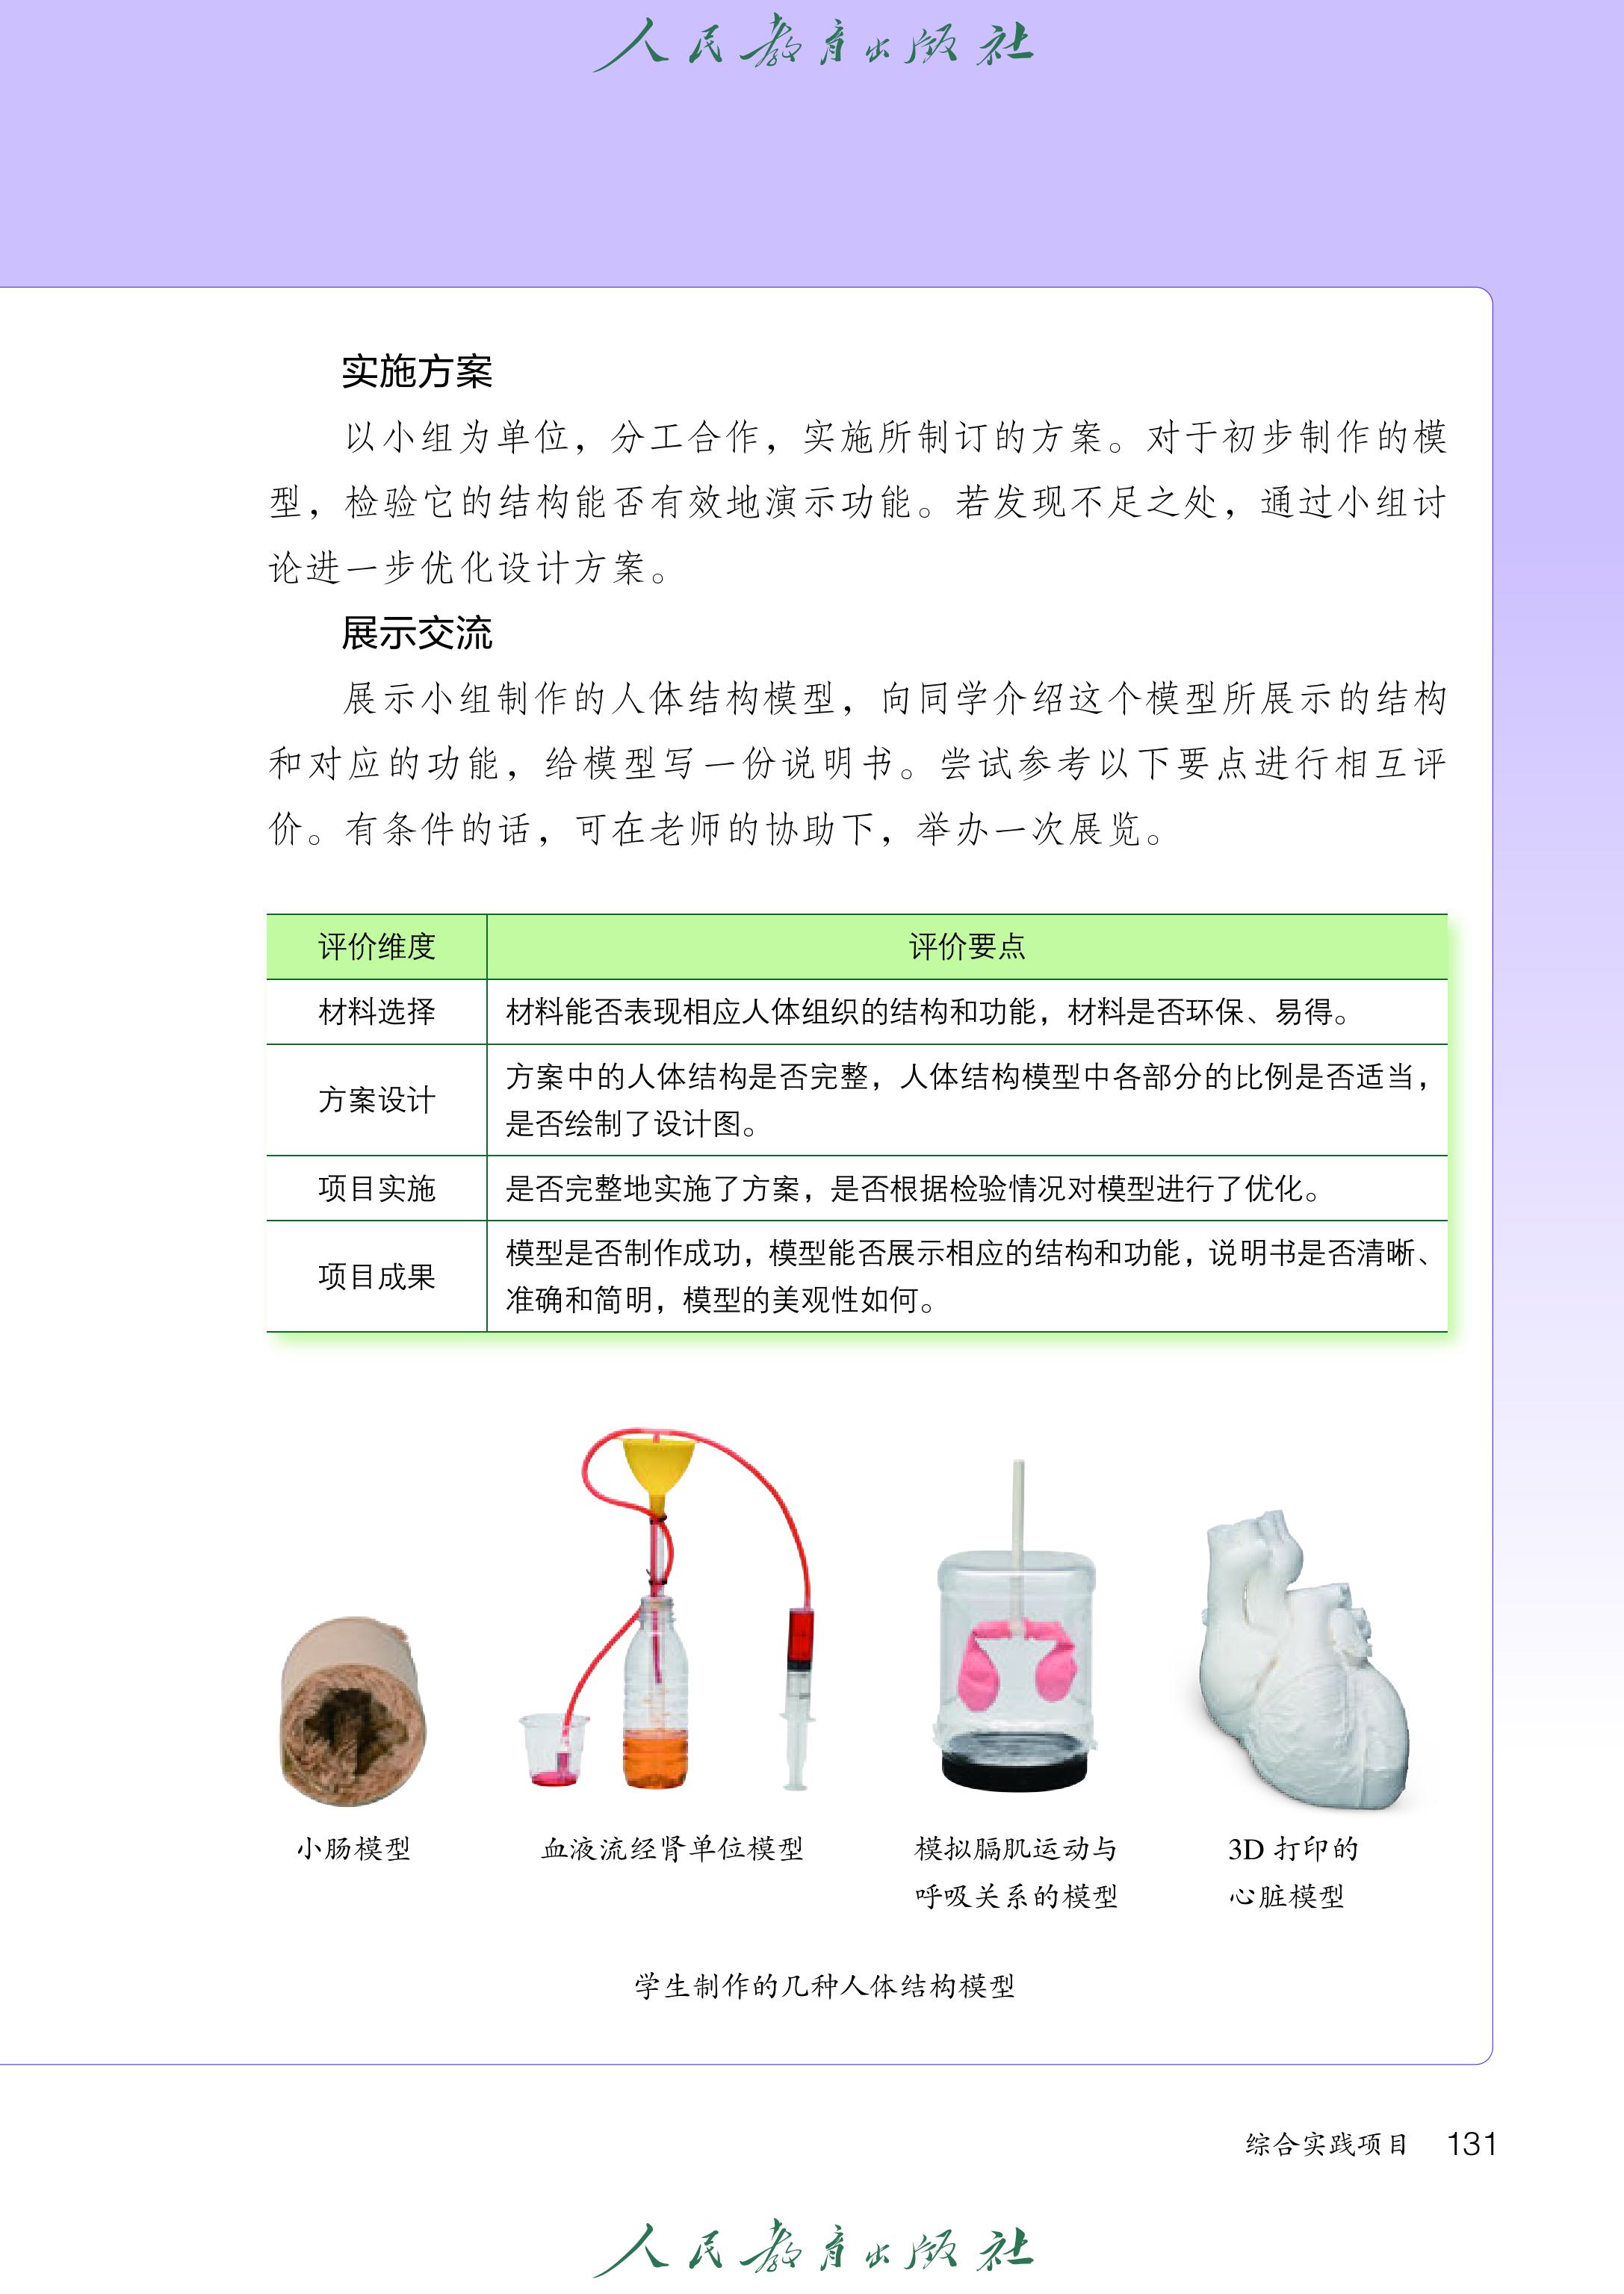 人民教育出版社
实施方案
以小组为单位，分工合作，实施所制订的方案。对于初步制作的模
型，检验它的结构能否有效地演示功能。若发现不足之处，通过小组讨
论进一步优化设计方案。
展示交流
展示小组制作的人体结构模型，向同学介绍这个模型所展示的结构
和对应的功能，给模型写一份说明书。尝试参考以下要点进行相互评
价。有条件的话，可在老师的协助下，举办一次展览。
评价维度 评价要点
材料选择 材料能否表现相应人体组织的结构和功能，材料是否环保、易得。
方案设计 方案中的人体结构是否完整，人体结构模型中各部分的比例是否适当，
是否绘制了设计图。
项目实施 是否完整地实施了方案，是否根据检验情况对模型进行了优化。
项目成果 模型是否制作成功，模型能否展示相应的结构和功能，说明书是否清晰、
准确和简明，模型的美观性如何。
小肠模型
血液流经肾单位模型
模拟膈肌运动与
呼吸关系的模型
3D 打印的
心脏模型
学生制作的几种人体结构模型
综合实践项目 131
人民教育出版社